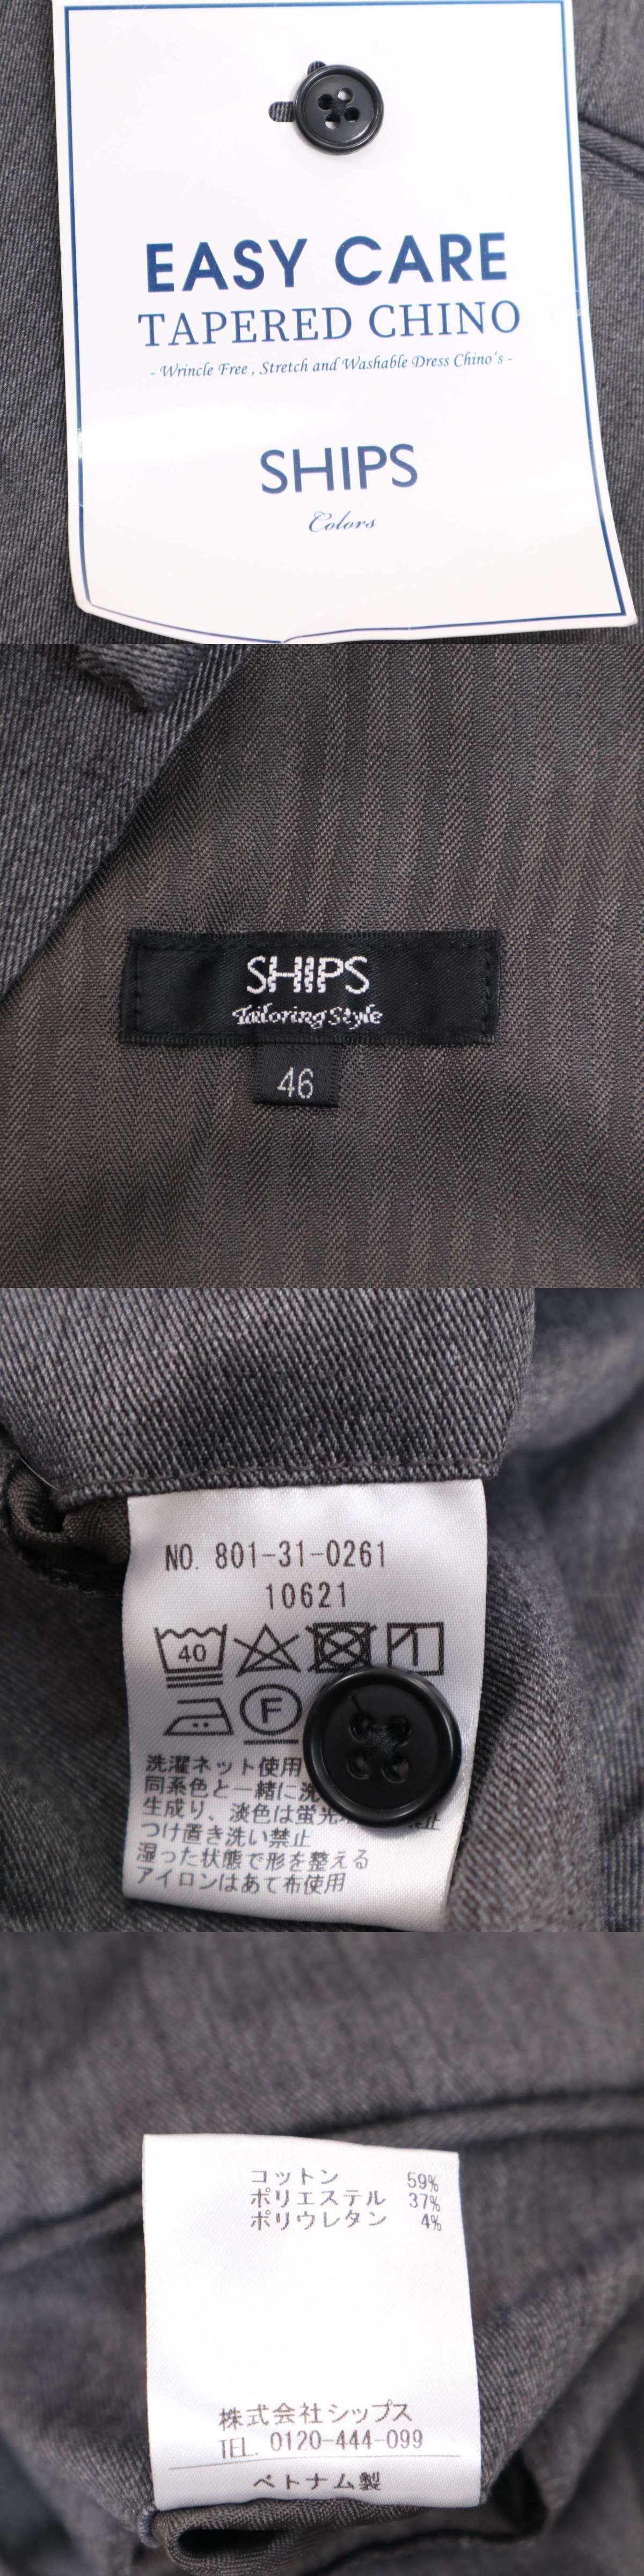 EASY CARE
TAPERED CHINO
- Wrincle Free , Stretch and Washable Dress Chino's -
SHIPS
Colors
SHIPS
Tailoring Style
46
NO. 801-31-0261
10621
40
F
洗濯ネット使用
同系色と一緒に洗
生成り、淡色は蛍光 止
つけ置き洗い禁止
湿った状態で形を整える
アイロンはあて布使用
コットン 59%
ポリエステル 37%
ポリウレタン 4%
株式会社シップス
TEL. 0120-444-099
ベトナム製